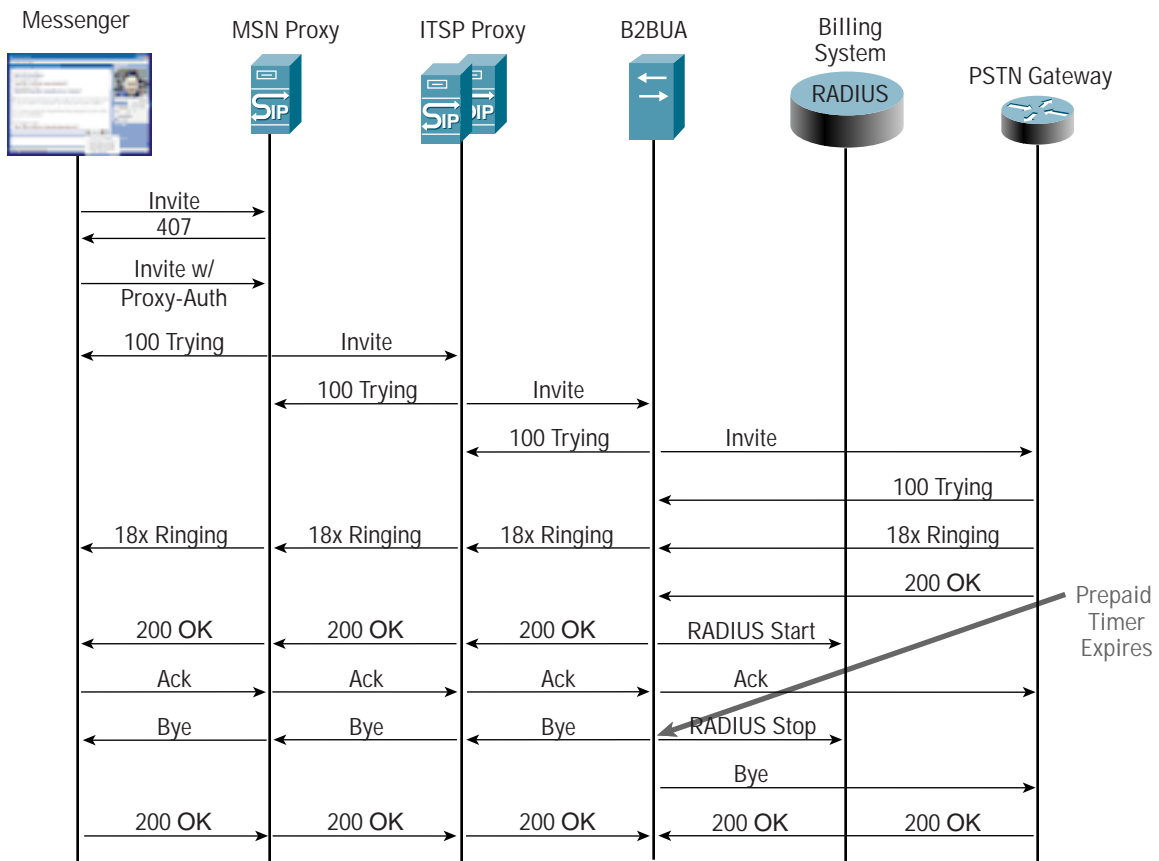 Messenger
MSN Proxy
ITSP Proxy
B2BUA
Billing
System
PSTN Gateway
SIP
SIP
SIP
RADIUS
Invite
407
Invite w/
Proxy-Auth
100 Trying
Invite
100 Trying
Invite
100 Trying
Invite
100 Trying
18x Ringing
18x Ringing
18x Ringing
18x Ringing
200 OK
Prepaid
Timer
Expires
200 OK
200 OK
200 OK
RADIUS Start
Ack
Ack
Ack
Ack
Bye
Bye
Bye
RADIUS Stop
Bye
200 OK
200 OK
200 OK
200 OK
200 OK